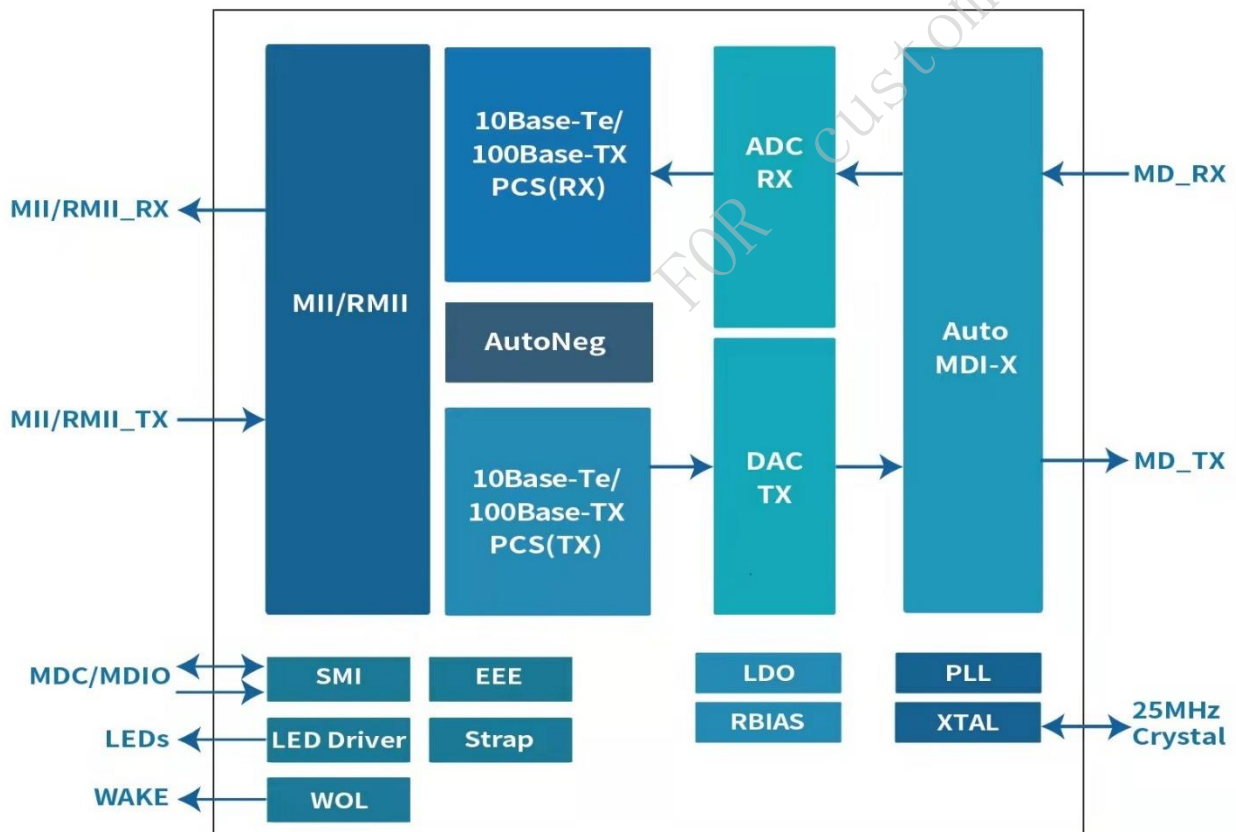 FOR custom
10Base-Te/
100Base-TX
PCS(RX)
ADC
RX
MD_RX
MII/RMII_RX
MII/RMII
AutoNeg
Auto
MDI-X
MII/RMII_TX
10Base-Te/
100Base-TX
PCS(TX)
DAC
TX
MD_TX
MDC/MDIO
SMI
EEE
LDO
PLL
LEDs
LED Driver
Strap
RBIAS
XTAL
25MHz
Crystal
WAKE
WOL